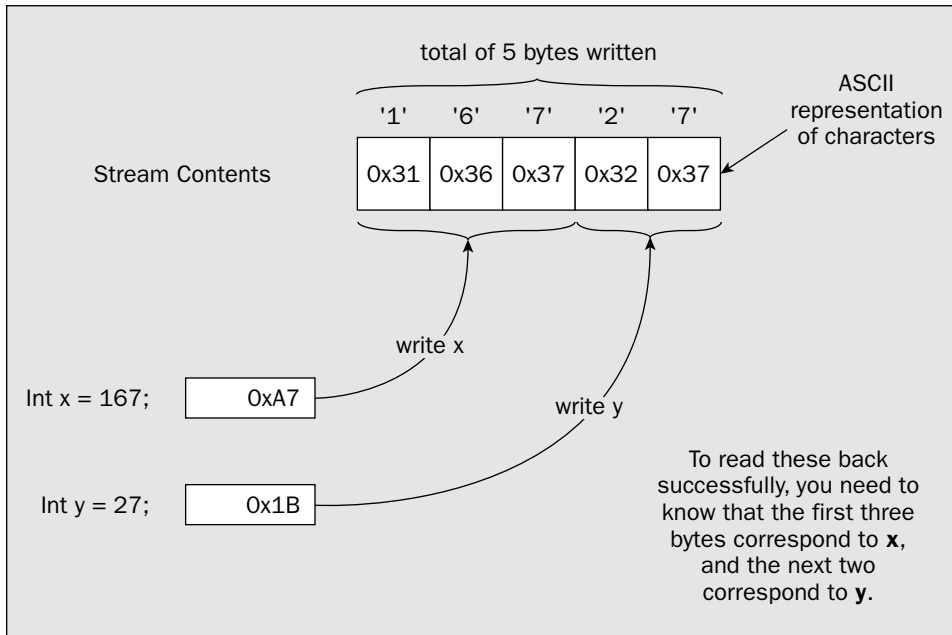 total of 5 bytes written
ASCII
representation
of characters
'1' '6' '7' '2' '7'
Stream Contents 0x31 0x36 0x37 0x32 0x37
write x
Int x = 167; 0xA7
write y
Int y = 27; 0x1B
To read these back
successfully, you need to
know that the first three
bytes correspond to x,
and the next two
correspond to y.